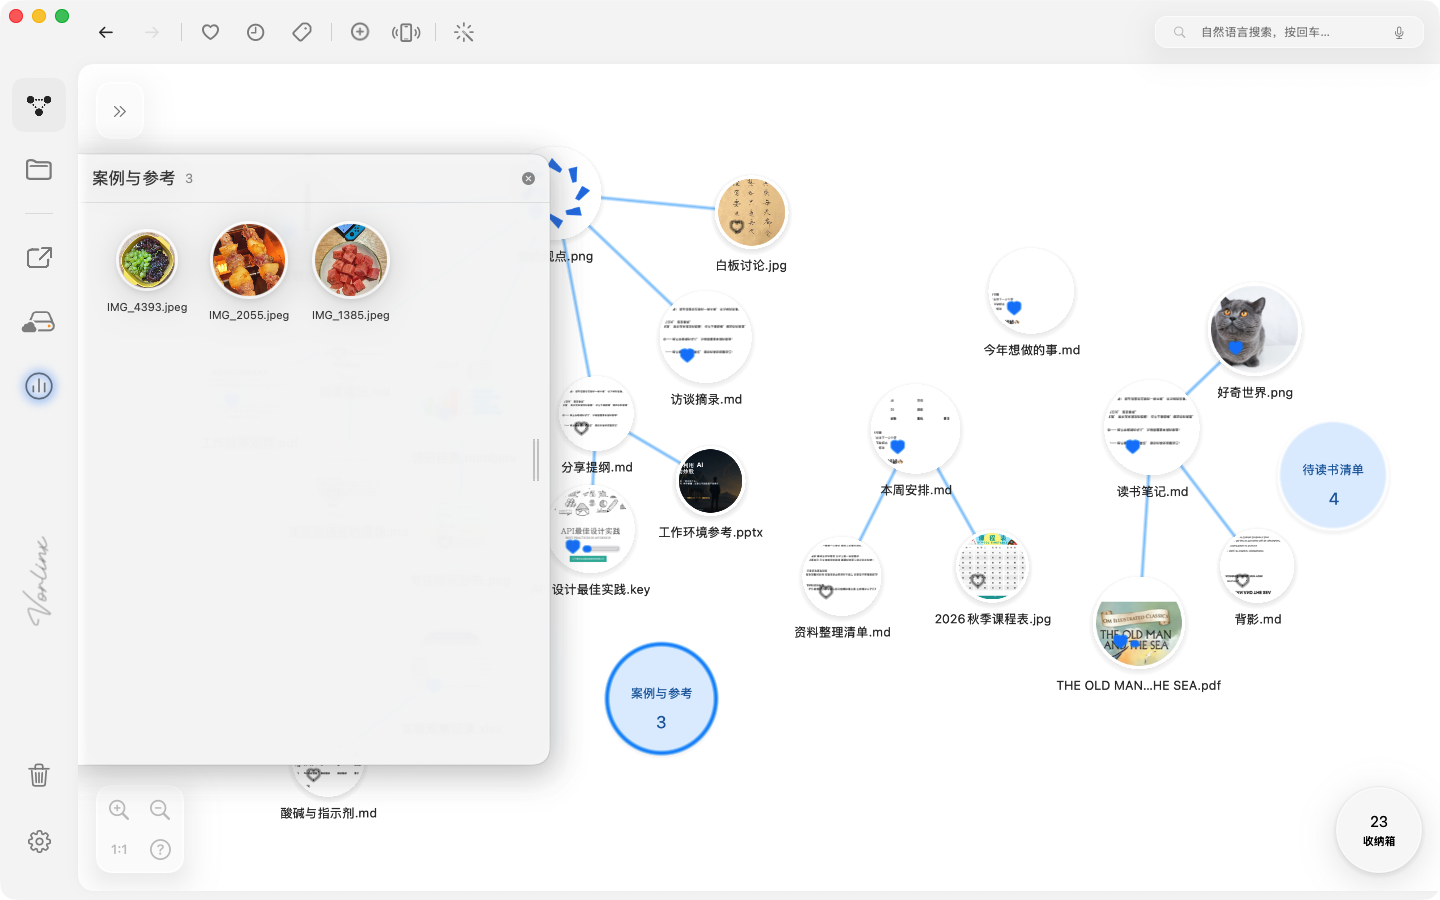 自然语言搜索，按回车...
案例与参考 3
IMG_4393.jpeg
IMG_2055.jpeg
IMG_1385.jpeg
点.png
白板讨论.jpg
访谈摘录.md
分享提纲.md
工作环境参考.pptx
API最佳设计实践
设计最佳实践.key
今年想做的事.md
好奇世界.png
本周安排.md
读书笔记.md
待读书清单
4
资料整理清单.md
2026秋季课程表.jpg
背影.md
THE OLD MAN
AND THE SEA
THE OLD MAN...HE SEA.pdf
案例与参考
3
酸碱与指示剂.md
Vorlinx
1:1
23
收纳箱